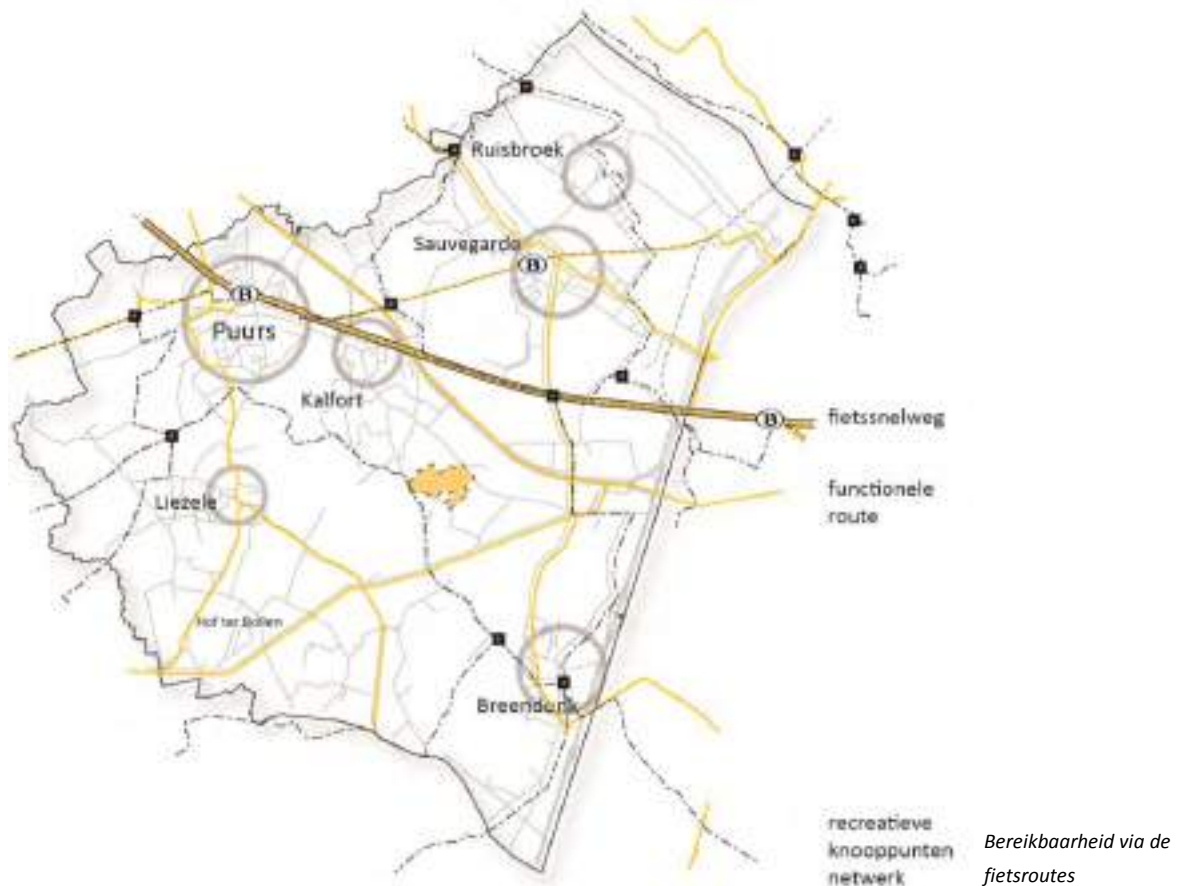 Ruisbroek
Sauvegarde
B
B
Puurs
Kalfort
B
fietssnelweg
functionele
route
Liezele
Hof ter Bollen
Breendonk
recreatieve
knooppunten
netwerk
Bereikbaarheid via de
fietsroutes